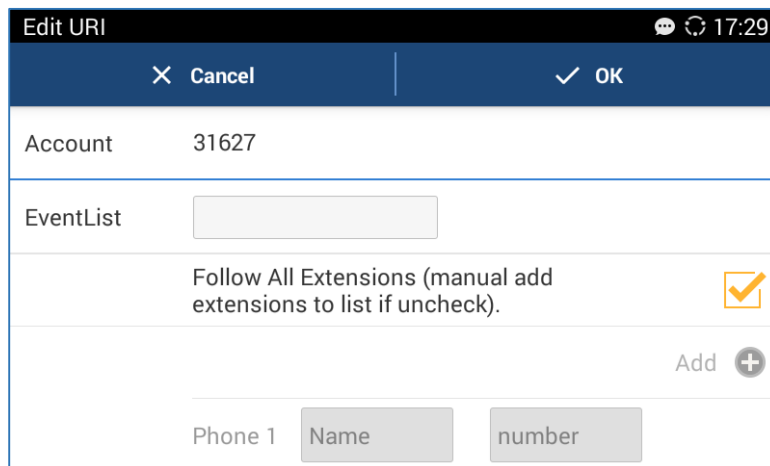 Edit URI 17:29
Cancel OK
Account 31627
EventList
Follow All Extensions (manual add
extensions to list if uncheck).
Add
Phone 1 Name number